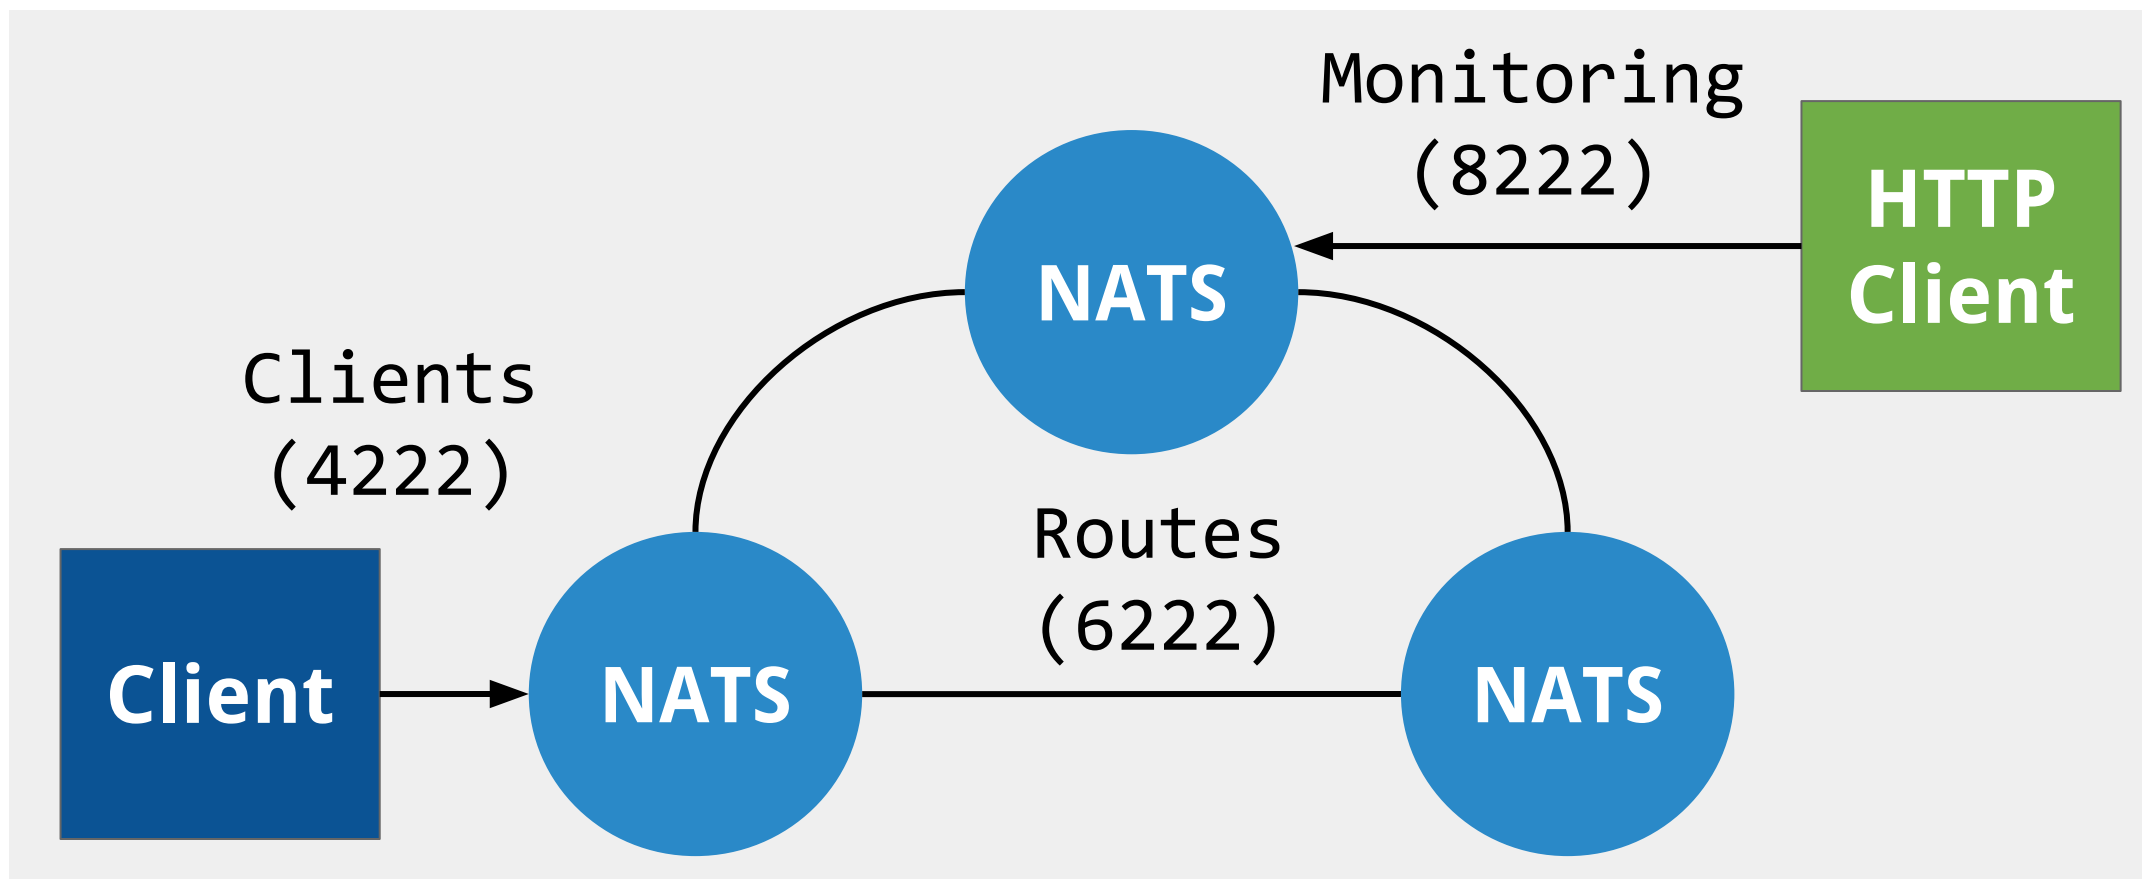 Monitoring
(8222)
HTTP
Client
NATS
Clients
(4222)
Routes
(6222)
Client
NATS
NATS